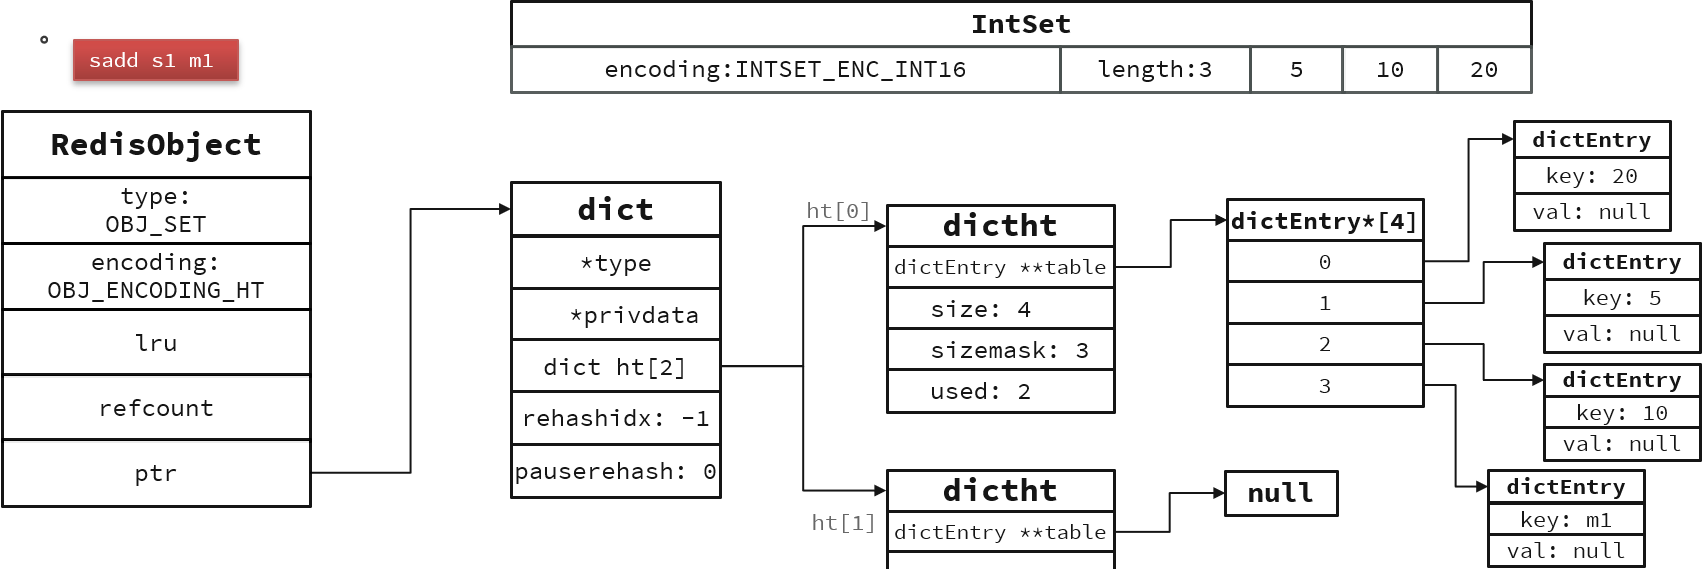 sadd s1 m1
IntSet
encoding:INTSET_ENC_INT16
length:3
5
10
20
RedisObject
type:
OBJ_SET
encoding:
OBJ_ENCODING_HT
lru
refcount
ptr
dict
*type
*privdata
dict ht[2]
rehashidx: -1
pauserehash: 0
ht[0]
dictht
dictEntry **table
size: 4
sizemask: 3
used: 2
ht[1]
dictht
dictEntry **table
dictEntry*[4]
0
1
2
3
null
dictEntry
key: 20
val: null
dictEntry
key: 5
val: null
dictEntry
key: 10
val: null
dictEntry
key: m1
val: null